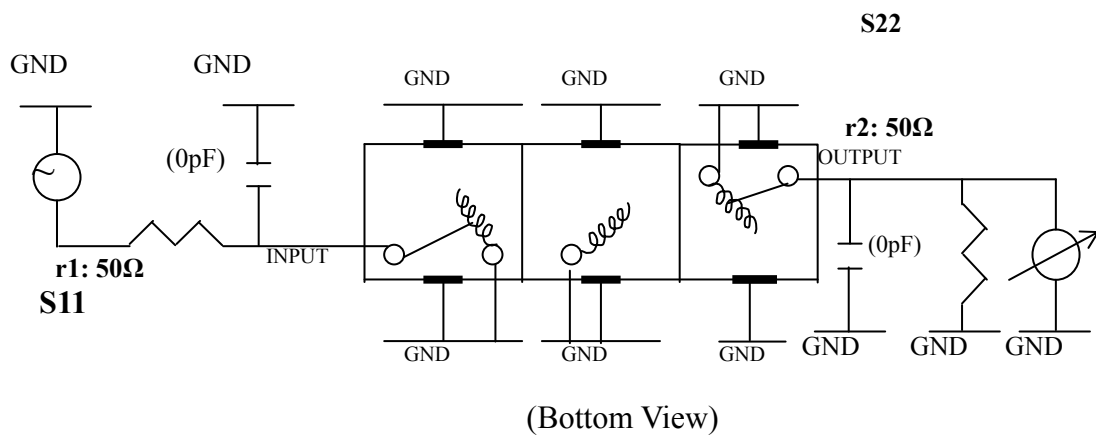 S22
GND
GND
GND
GND
GND
(0pF)
r2: 50Ω
OUTPUT
INPUT
r1: 50Ω
S11
(0pF)
GND
GND
GND
GND
GND
GND
(Bottom View)